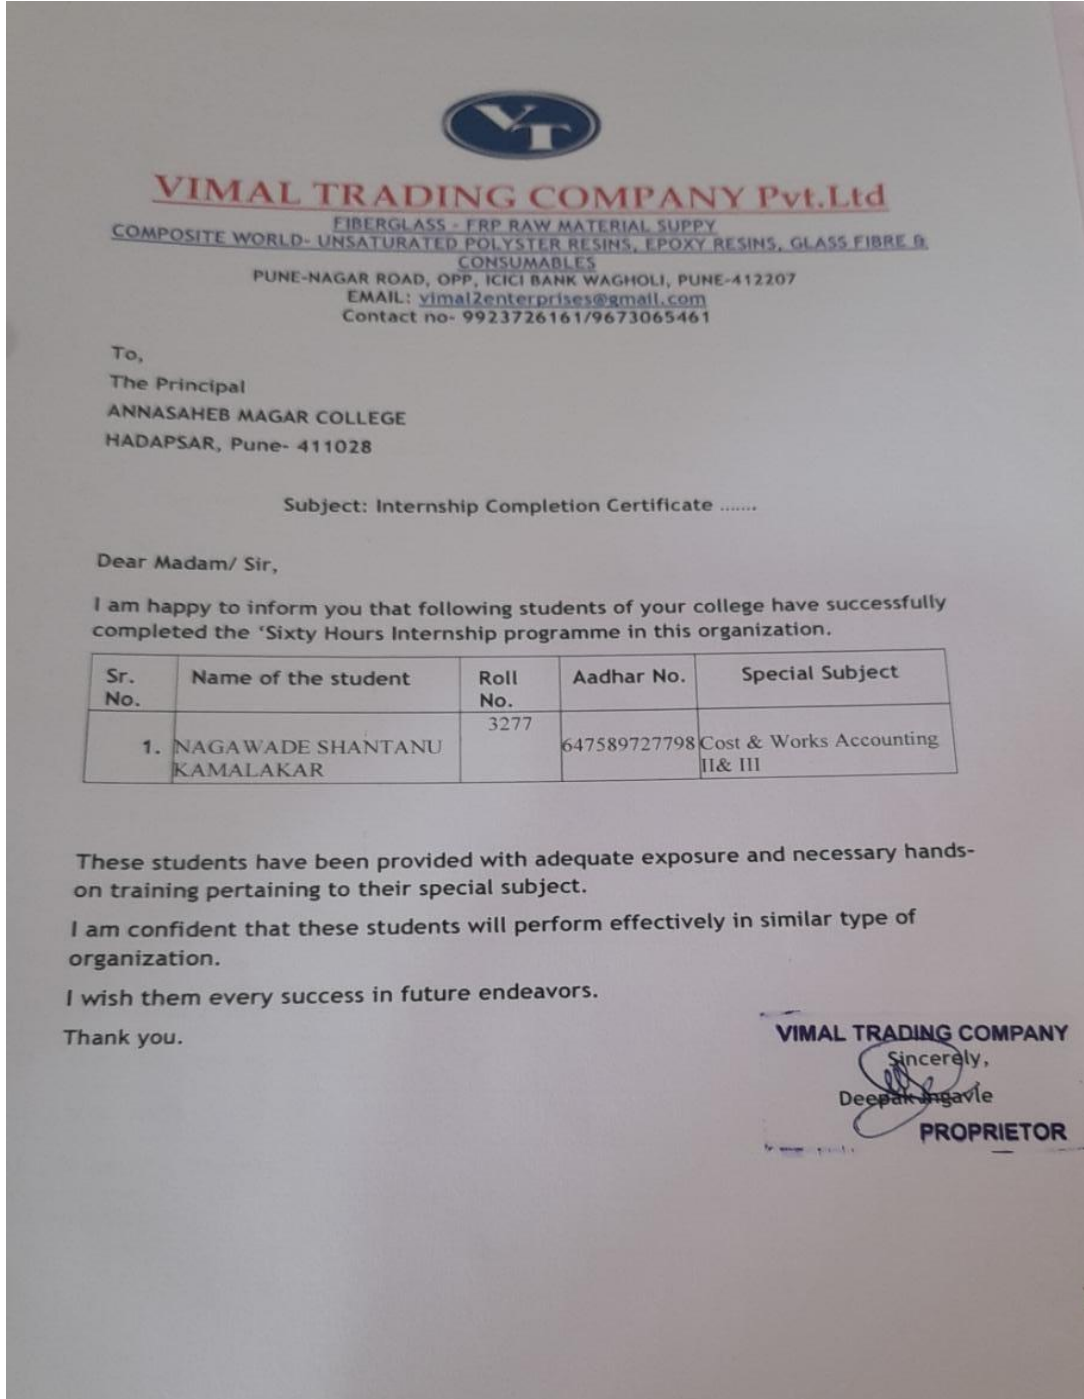 VT
VIMAL TRADING COMPANY Pvt.Ltd
FIBERGLASS - FRP RAW MATERIAL SUPPY
COMPOSITE WORLD- UNSATURATED POLYSTER RESINS, EPOXY RESINS, GLASS FIBRE &
CONSUMABLES
PUNE-NAGAR ROAD, OPP, ICICI BANK WAGHOLI, PUNE-412207
EMAIL: vimal2enterprises@gmail.com
Contact no- 9923726161/9673065461
To,
The Principal
ANNASAHEB MAGAR COLLEGE
HADAPSAR, Pune- 411028
Subject: Internship Completion Certificate .......
Dear Madam/ Sir,
I am happy to inform you that following students of your college have successfully
completed the ‘Sixty Hours Internship programme in this organization.
Sr. Name of the student Roll Aadhar No. Special Subject
No. No.
3277
1. NAGAWADE SHANTANU 647589727798 Cost & Works Accounting
KAMALAKAR II& III
These students have been provided with adequate exposure and necessary hands-
on training pertaining to their special subject.
I am confident that these students will perform effectively in similar type of
organization.
I wish them every success in future endeavors.
Thank you.
VIMAL TRADING COMPANY
Sincerely,
Deepak Ingavle
PROPRIETOR